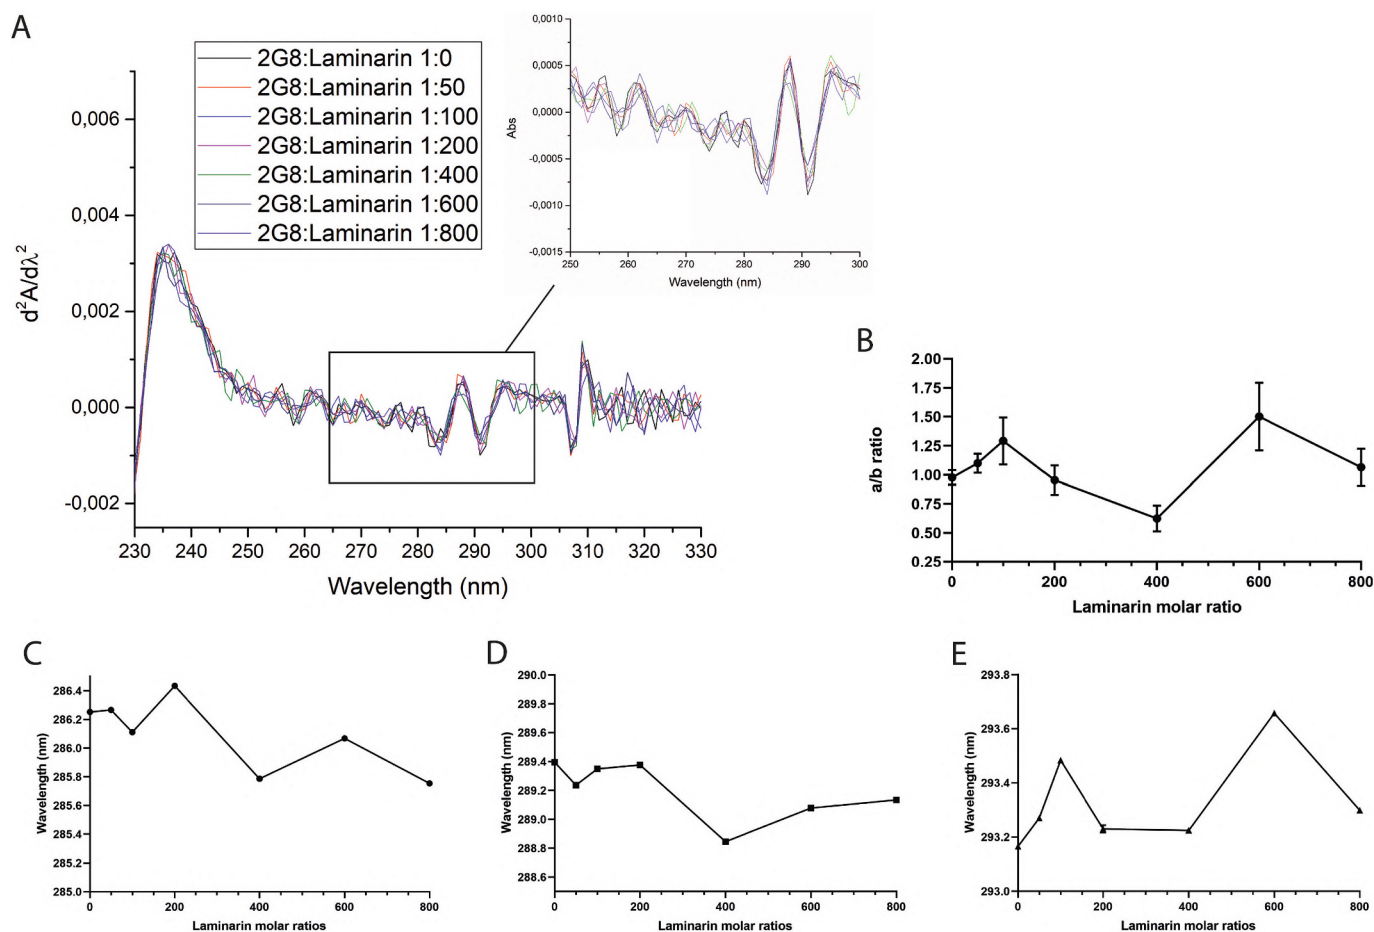 A
2G8:Laminarin 1:0
2G8:Laminarin 1:50
2G8:Laminarin 1:100
2G8:Laminarin 1:200
2G8:Laminarin 1:400
2G8:Laminarin 1:600
2G8:Laminarin 1:800
0,006
0,004
0,002
0,000
-0,002
d²A/dλ²
230 240 250 260 270 280 290 300 310 320 330
Wavelength (nm)
0,0010
0,0005
0,0000
-0,0005
-0,0010
-0,0015
Abs
250 260 270 280 290 300
Wavelength (nm)
B
2.00
1.75
1.50
1.25
1.00
0.75
0.50
0.25
a/b ratio
0 200 400 600 800
Laminarin molar ratio
C
286.4
286.2
286.0
285.8
285.6
285.4
285.2
285.0
Wavelength (nm)
0 200 400 600 800
Laminarin molar ratios
D
290.0
289.8
289.6
289.4
289.2
289.0
288.8
288.6
Wavelength (nm)
0 200 400 600 800
Laminarin molar ratios
E
293.8
293.6
293.4
293.2
293.0
Wavelength (nm)
0 200 400 600 800
Laminarin molar ratios